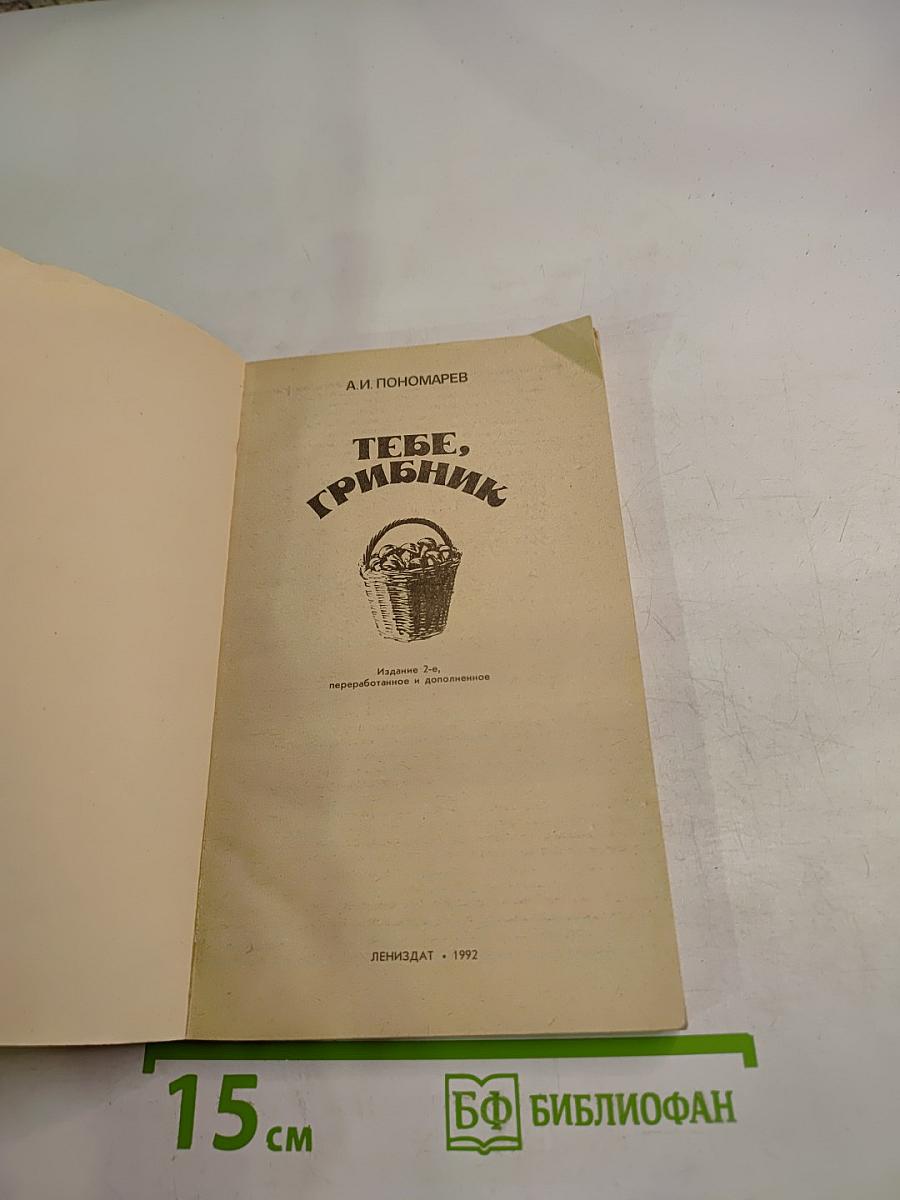 А.И. ПОНОМАРЕВ
ТЕБЕ,
ГРИБНИК
Издание 2-е,
переработанное и дополненное
ЛЕНИЗДАТ • 1992
15 см
БФ БИБЛИОФАН